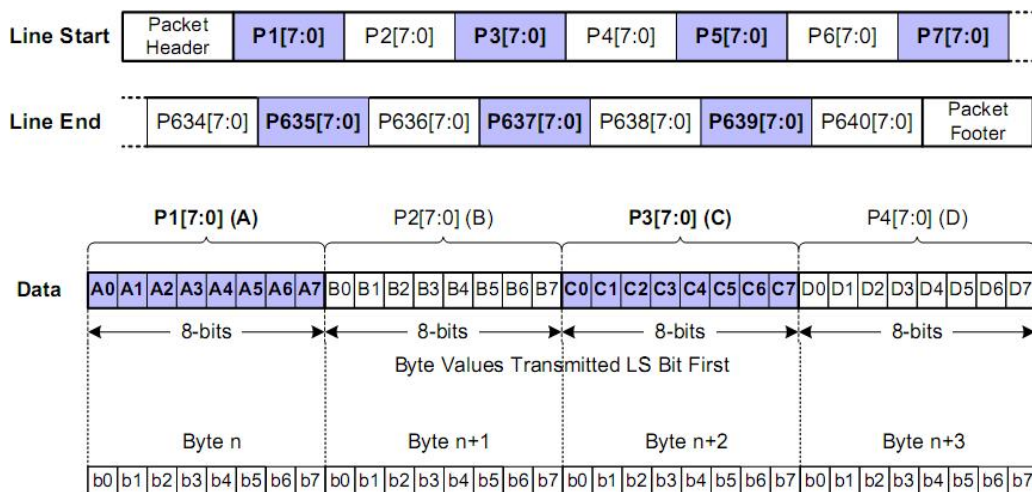 Line Start Packet Header P1[7:0] P2[7:0] P3[7:0] P4[7:0] P5[7:0] P6[7:0] P7[7:0]
Line End P634[7:0] P635[7:0] P636[7:0] P637[7:0] P638[7:0] P639[7:0] P640[7:0] Packet Footer
P1[7:0] (A) P2[7:0] (B) P3[7:0] (C) P4[7:0] (D)
Data A0 A1 A2 A3 A4 A5 A6 A7 B0 B1 B2 B3 B4 B5 B6 B7 C0 C1 C2 C3 C4 C5 C6 C7 D0 D1 D2 D3 D4 D5 D6 D7
8-bits 8-bits 8-bits 8-bits
Byte Values Transmitted LS Bit First
Byte n Byte n+1 Byte n+2 Byte n+3
b0 b1 b2 b3 b4 b5 b6 b7 b0 b1 b2 b3 b4 b5 b6 b7 b0 b1 b2 b3 b4 b5 b6 b7 b0 b1 b2 b3 b4 b5 b6 b7